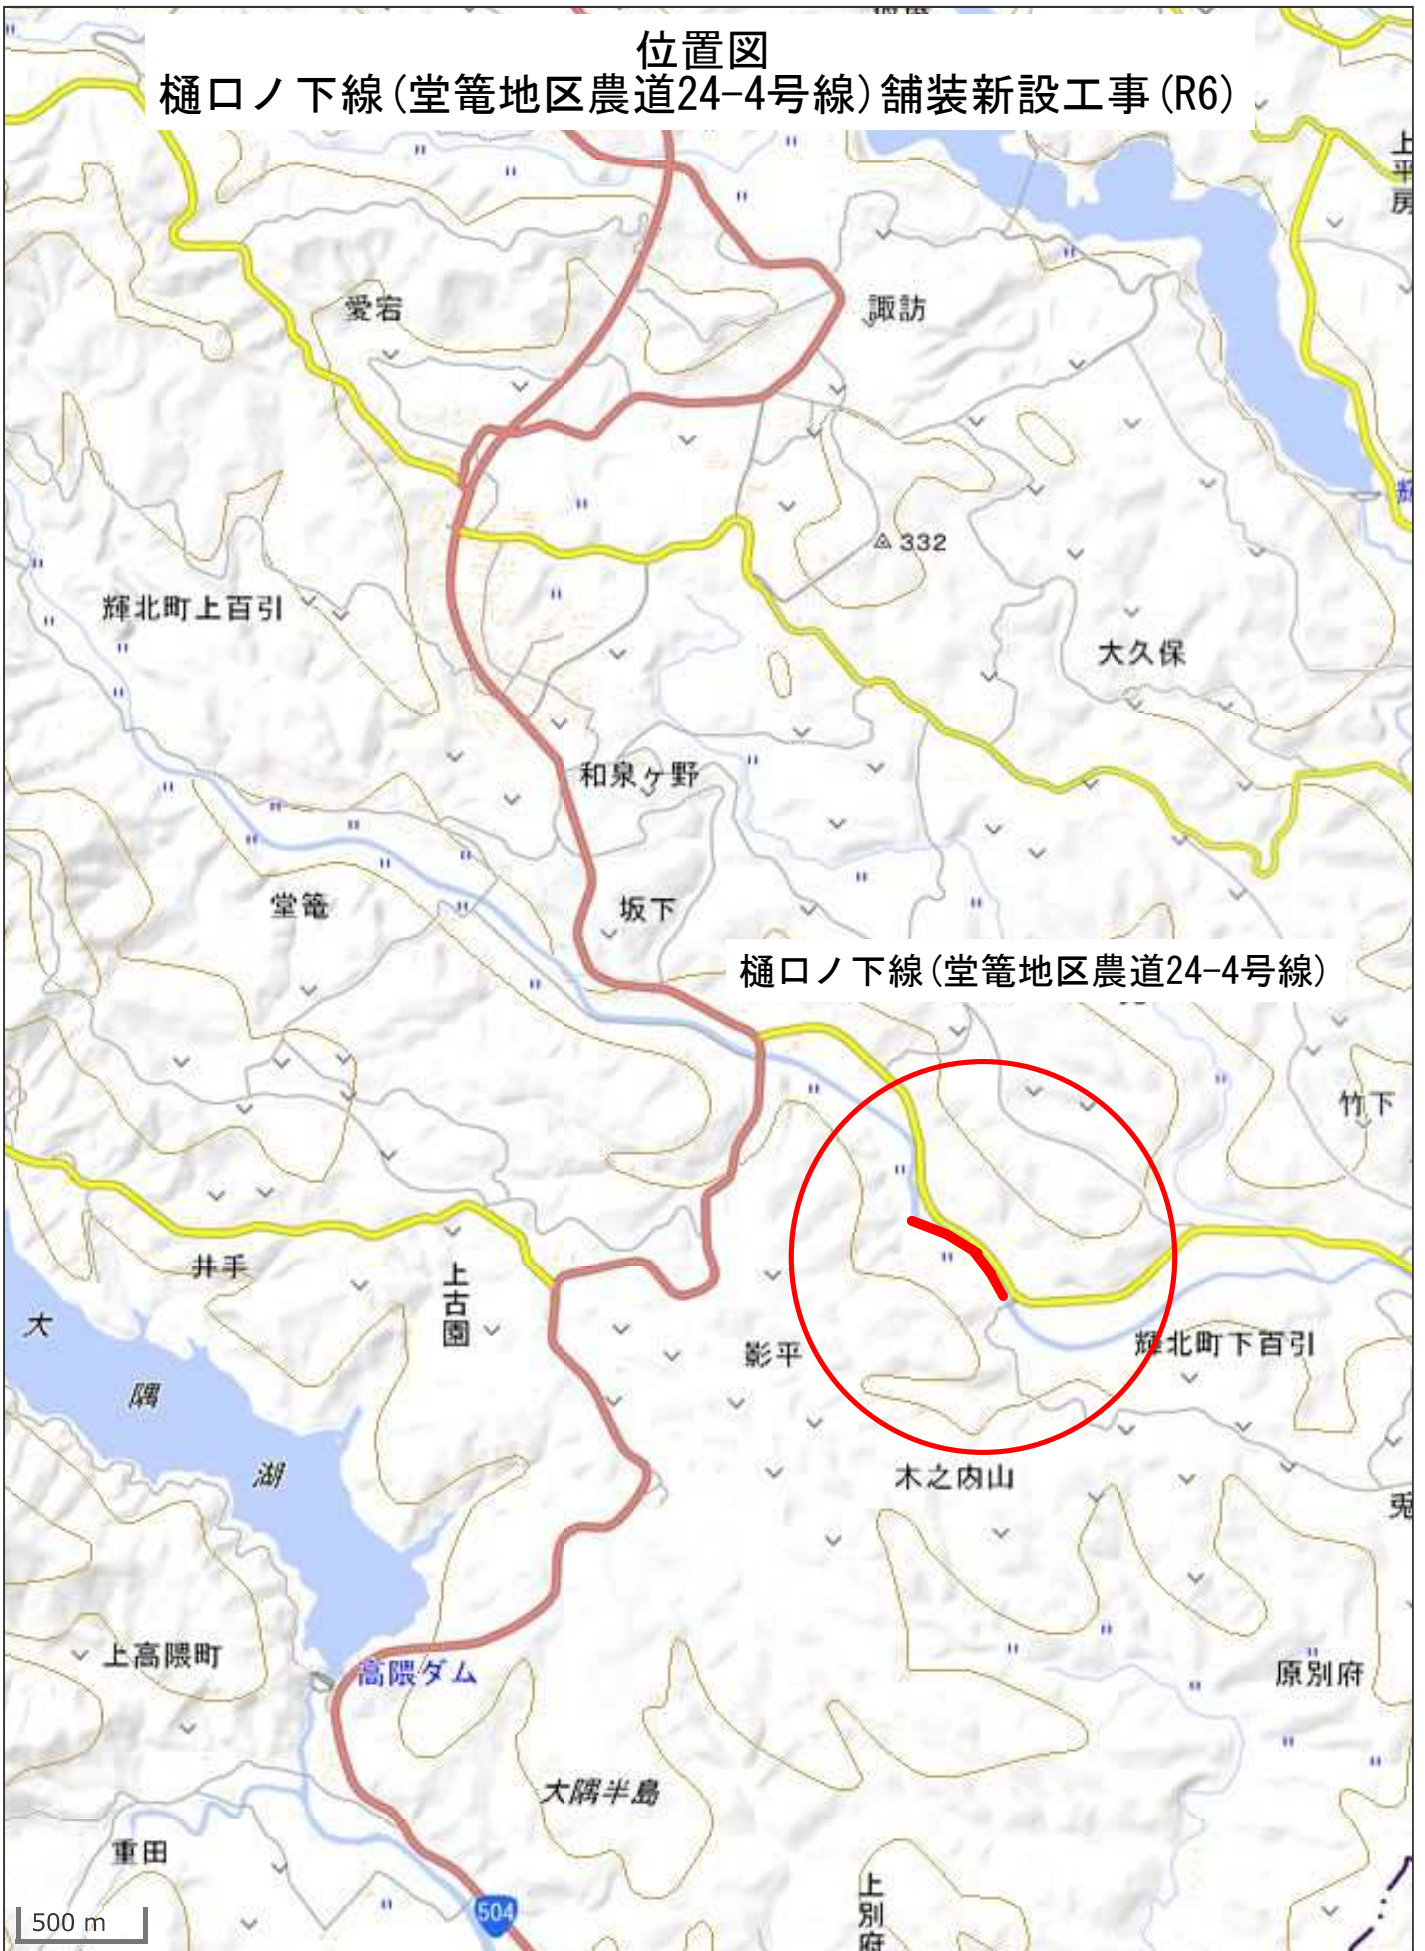 位置図
樋口ノ下線(堂篭地区農道24-4号線)舗装新設工事(R6)
上平房
愛宕
諏訪
332
輝北町上百引
大久保
和泉ヶ野
堂篭
坂下
樋口ノ下線(堂篭地区農道24-4号線)
竹下
井手
上古園
大隅湖
影平
輝北町下百引
木之内山
上高隈町
高隈ダム
原別府
大隅半島
重田
上別府
504
500 m